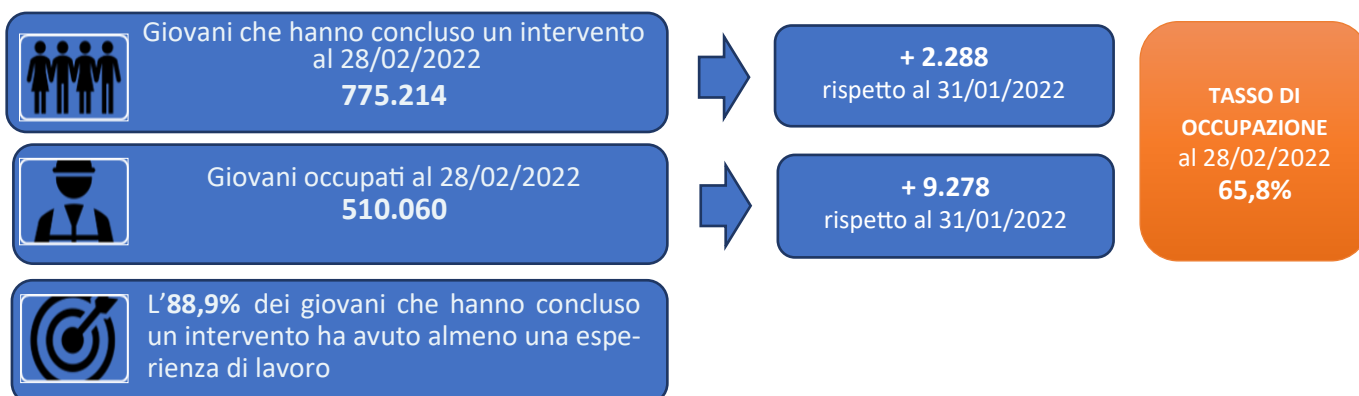 Giovani che hanno concluso un intervento
al 28/02/2022
775.214
+ 2.288
rispetto al 31/01/2022
Giovani occupati al 28/02/2022
510.060
+ 9.278
rispetto al 31/01/2022
TASSO DI
OCCUPAZIONE
al 28/02/2022
65,8%
L'88,9% dei giovani che hanno concluso
un intervento ha avuto almeno una espe-
rienza di lavoro